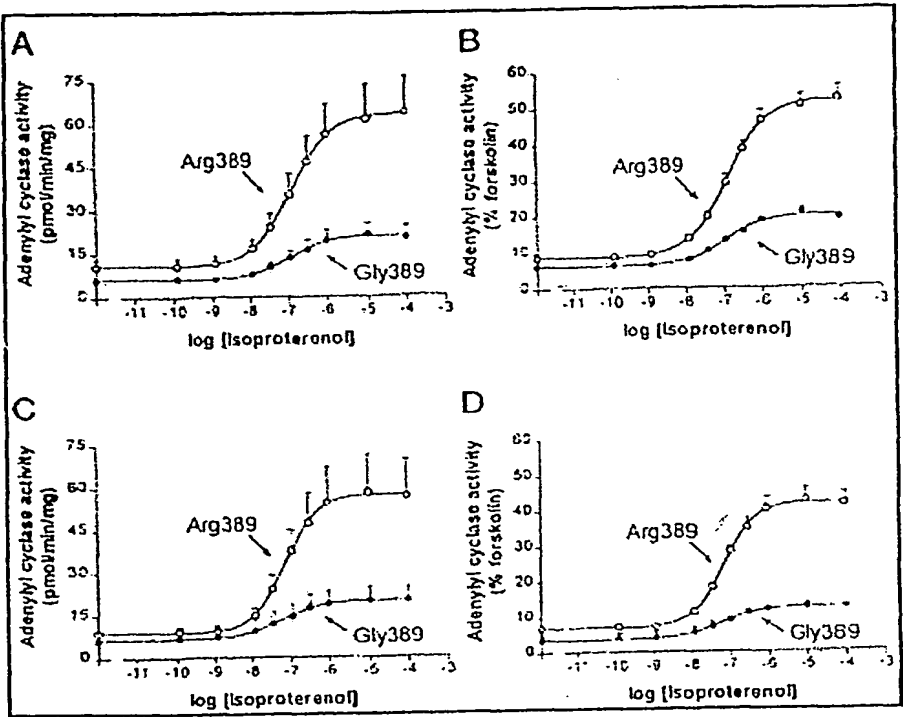 A
Adenylyl cyclase activity
(pmol/min/mg)
75
60
45
30
15
0
Arg389
Gly389
-11 -10 -9 -8 -7 -6 -5 -4 -3
log [Isoproterenol]
B
Adenylyl cyclase activity
(% forskolin)
60
50
40
30
20
10
0
Arg389
Gly389
-11 -10 -9 -8 -7 -6 -5 -4 -3
log [Isoproterenol]
C
Adenylyl cyclase activity
(pmol/min/mg)
75
60
45
30
15
0
Arg389
Gly389
-11 -10 -9 -8 -7 -6 -5 -4 -3
log [Isoproterenol]
D
Adenylyl cyclase activity
(% forskolin)
60
50
40
30
20
10
0
Arg389
Gly389
-11 -10 -9 -8 -7 -6 -5 -4 -3
log [Isoproterenol]